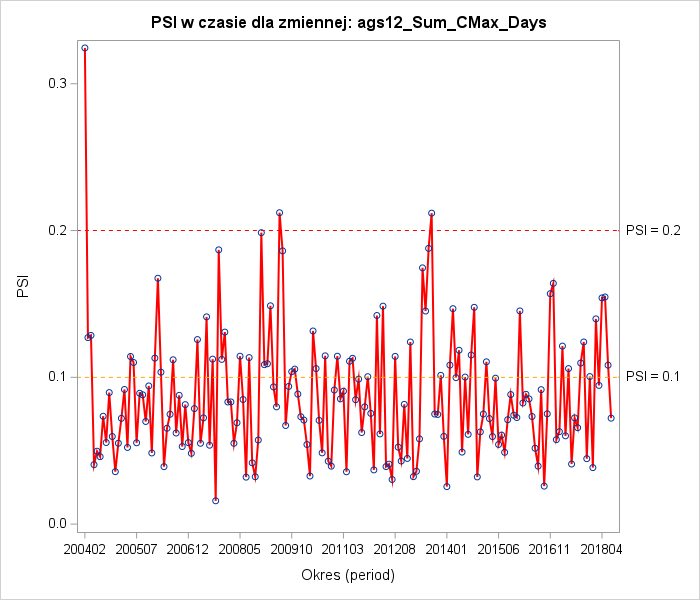 PSI w czasie dla zmiennej: ags12_Sum_CMax_Days
0.3
0.2
0.1
0.0
PSI
PSI = 0.2
PSI = 0.1
200402 200507 200612 200805 200910 201103 201208 201401 201506 201611 201804
Okres (period)